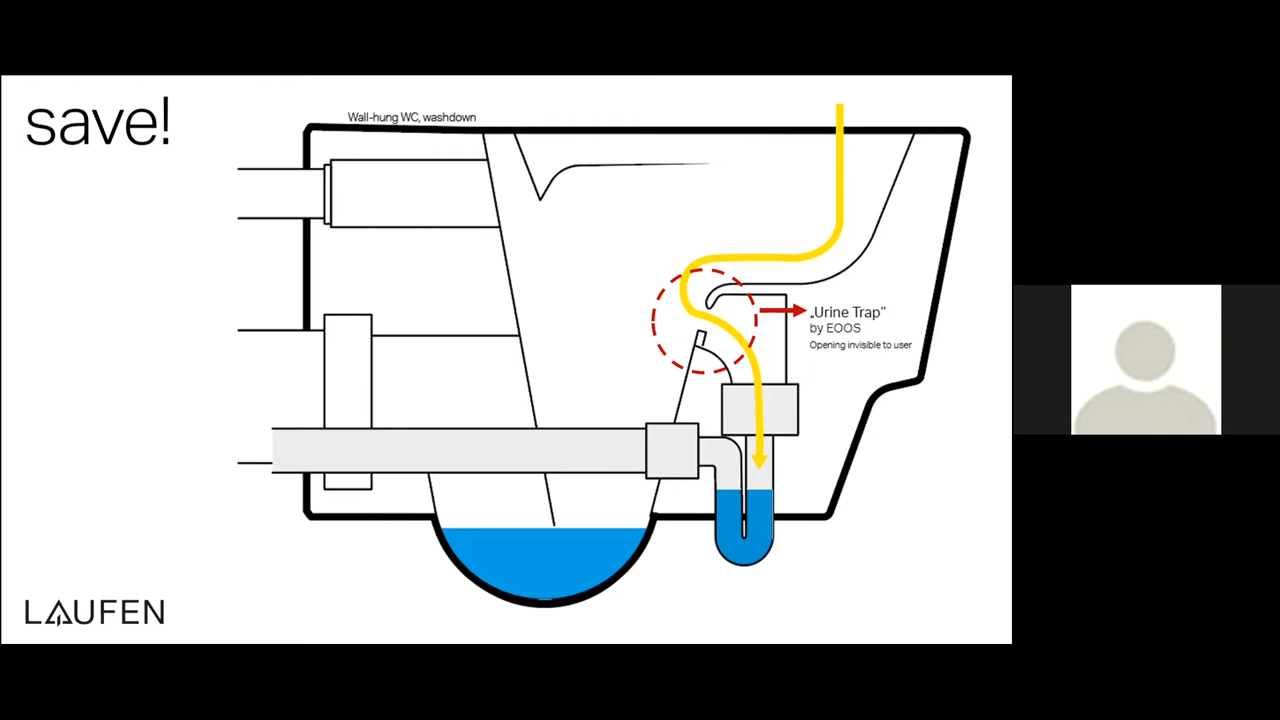 save!
Wall-hung WC, washdown
„Urine Trap“
by EOOS
Opening invisible to user
LAUFEN